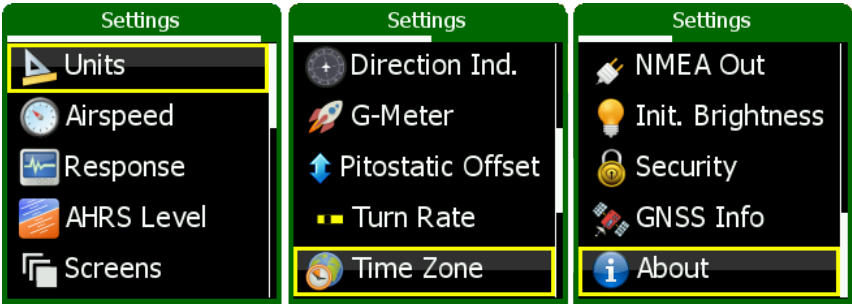 Settings
Units
Airspeed
Response
AHRS Level
Screens
Settings
Direction Ind.
G-Meter
Pitostatic Offset
Turn Rate
Time Zone
Settings
NMEA Out
Init. Brightness
Security
GNSS Info
About